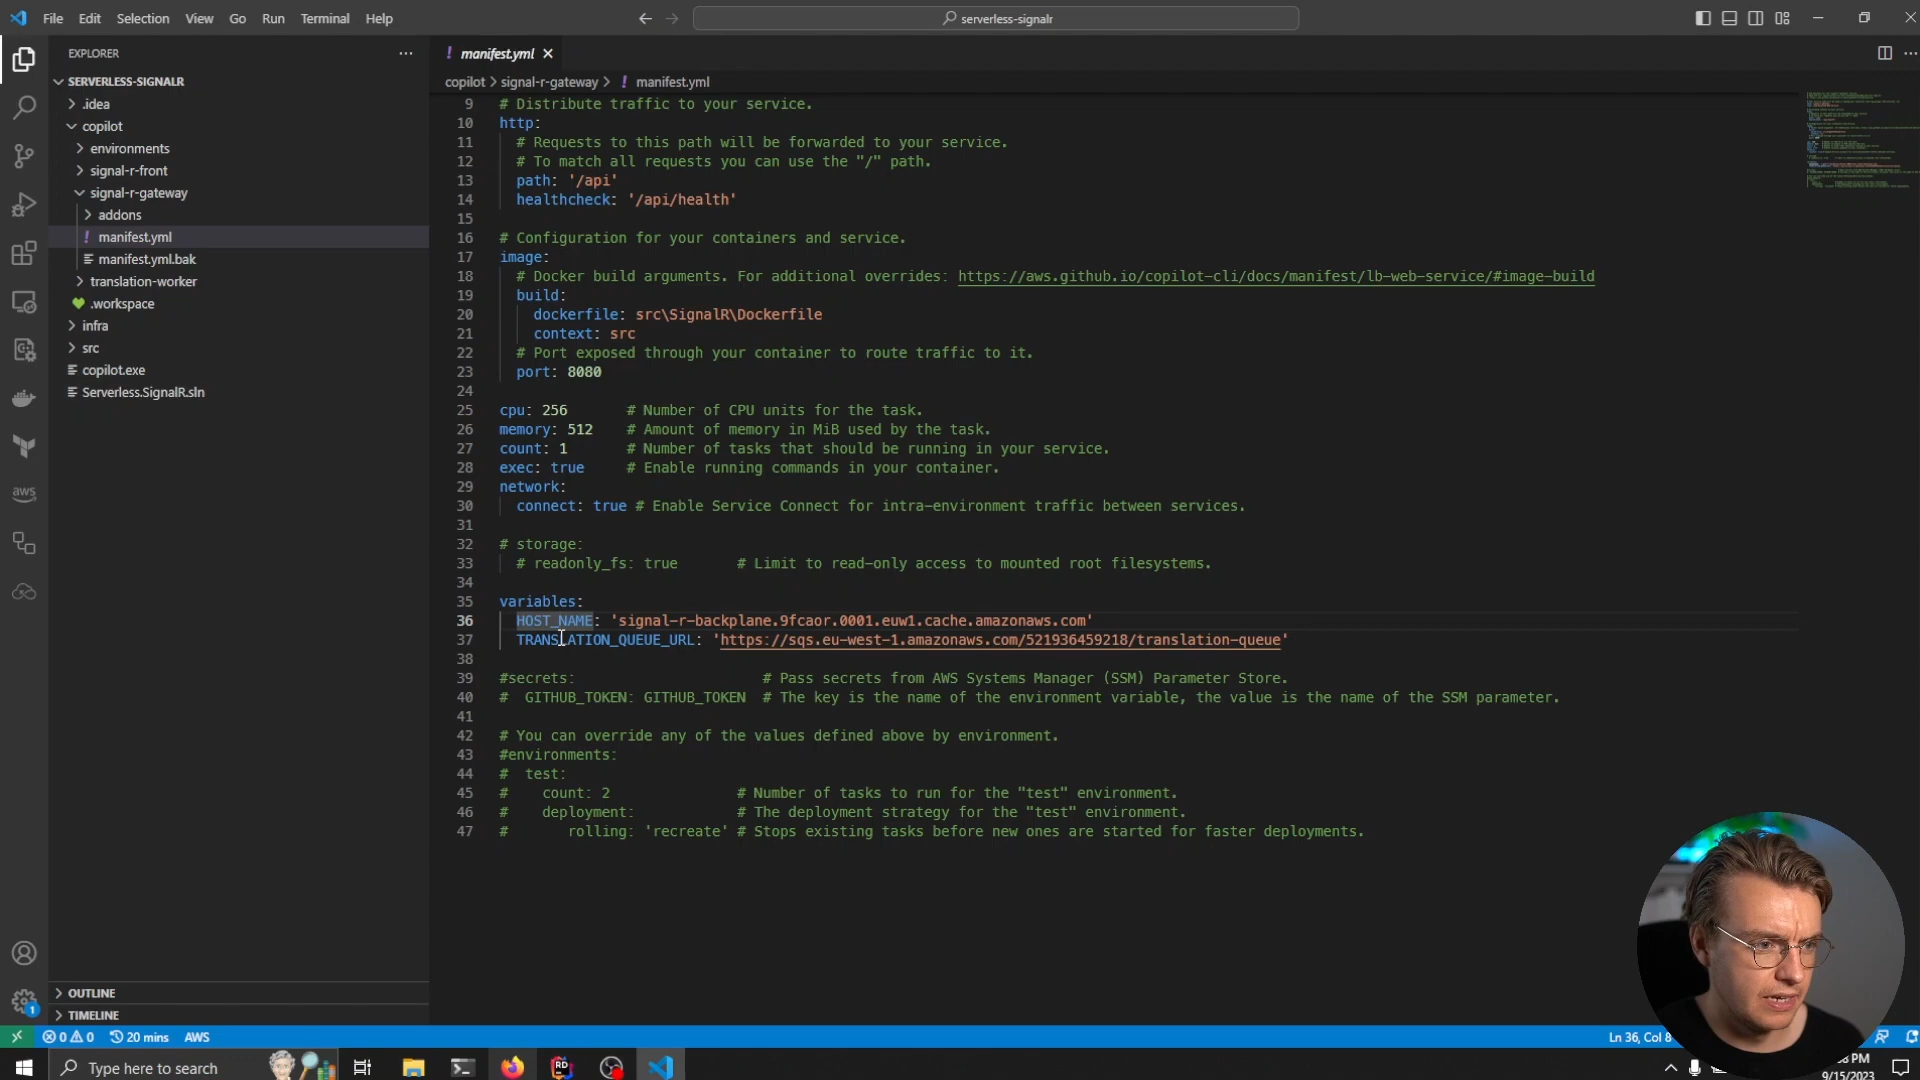 File Edit Selection View Go Run Terminal Help
serverless-signalr
EXPLORER
SERVERLESS-SIGNALR
.idea
copilot
environments
signal-r-front
signal-r-gateway
addons
! manifest.yml
manifest.yml.bak
translation-worker
.workspace
infra
src
copilot.exe
Serverless.SignalR.sln
OUTLINE
TIMELINE
aws
1
! manifest.yml
copilot > signal-r-gateway > ! manifest.yml
9 # Distribute traffic to your service.
10 http:
11 # Requests to this path will be forwarded to your service.
12 # To match all requests you can use the "/" path.
13 path: '/api'
14 healthcheck: '/api/health'
15
16 # Configuration for your containers and service.
17 image:
18 # Docker build arguments. For additional overrides: https://aws.github.io/copilot-cli/docs/manifest/lb-web-service/#image-build
19 build:
20 dockerfile: src\SignalR\Dockerfile
21 context: src
22 # Port exposed through your container to route traffic to it.
23 port: 8080
24
25 cpu: 256 # Number of CPU units for the task.
26 memory: 512 # Amount of memory in MiB used by the task.
27 count: 1 # Number of tasks that should be running in your service.
28 exec: true # Enable running commands in your container.
29 network:
30 connect: true # Enable Service Connect for intra-environment traffic between services.
31
32 # storage:
33 # readonly_fs: true # Limit to read-only access to mounted root filesystems.
34
35 variables:
36 HOST_NAME: 'signal-r-backplane.9fcaor.0001.euw1.cache.amazonaws.com'
37 TRANSLATION_QUEUE_URL: 'https://sqs.eu-west-1.amazonaws.com/521936459218/translation-queue'
38
39 #secrets: # Pass secrets from AWS Systems Manager (SSM) Parameter Store.
40 # GITHUB_TOKEN: GITHUB_TOKEN # The key is the name of the environment variable, the value is the name of the SSM parameter.
41
42 # You can override any of the values defined above by environment.
43 #environments:
44 # test:
45 # count: 2 # Number of tasks to run for the "test" environment.
46 # deployment: # The deployment strategy for the "test" environment.
47 # rolling: 'recreate' # Stops existing tasks before new ones are started for faster deployments.
0 0 20 mins AWS
Ln 36, Col 8
Type here to search
RD
PM
9/15/2023